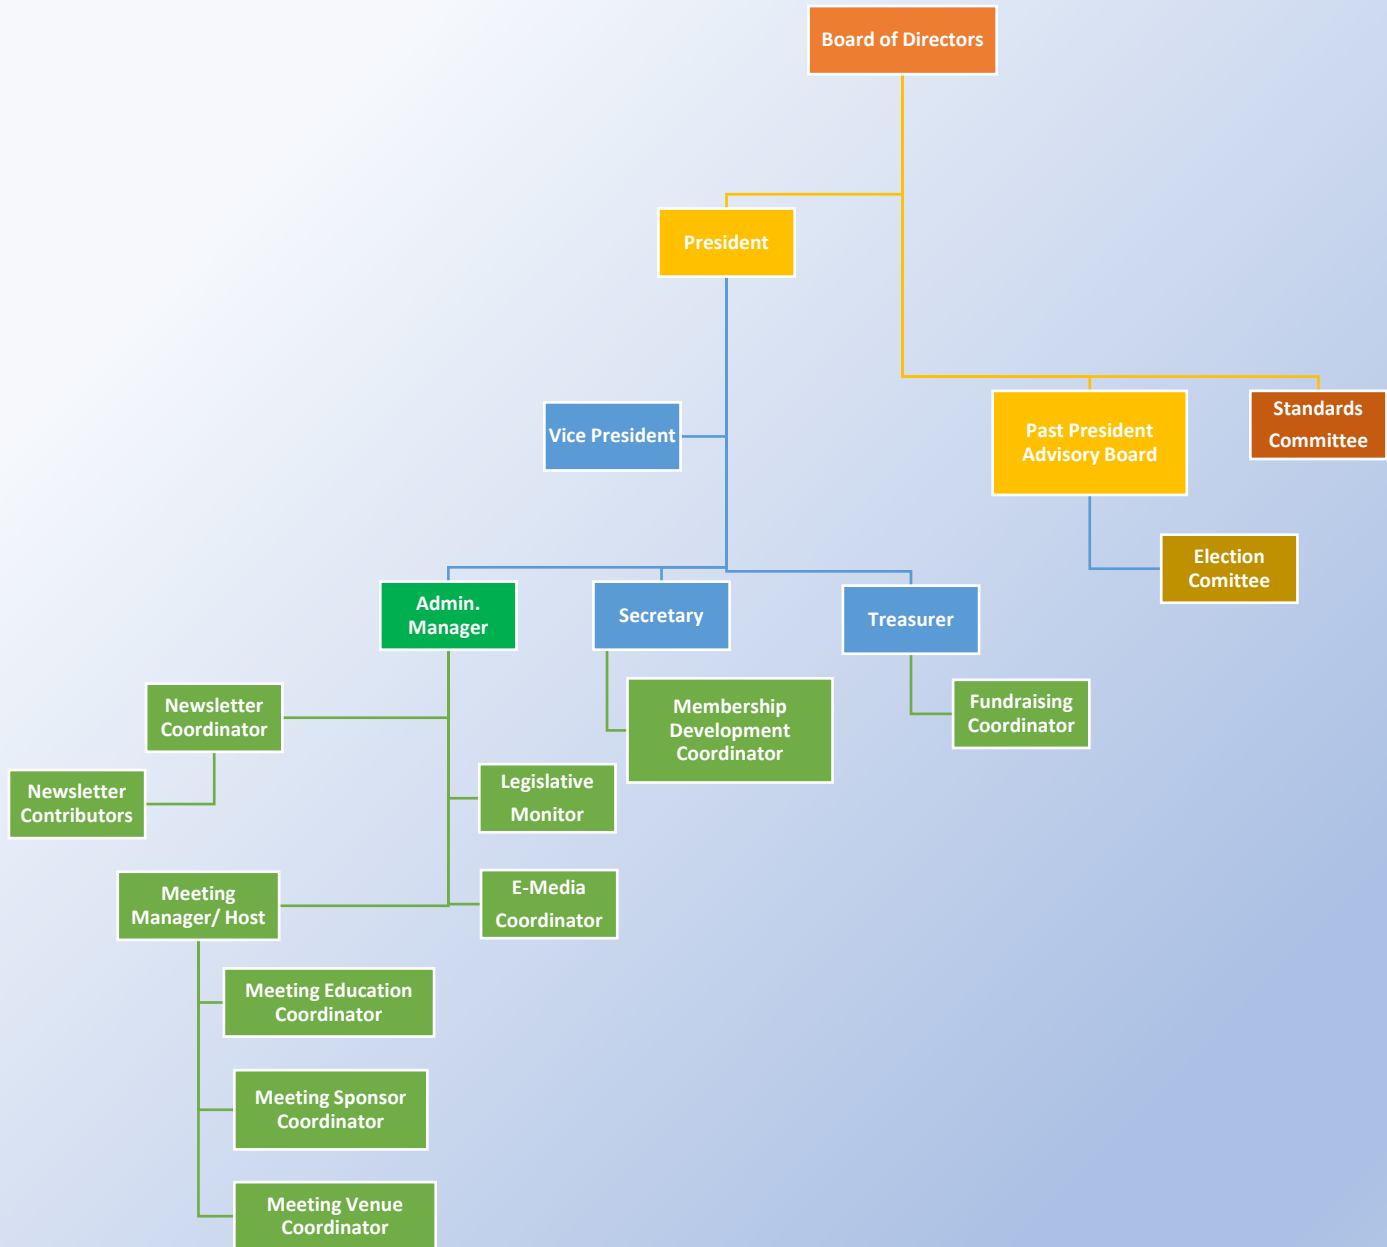 Board of Directors
President
Vice President
Past President
Advisory Board
Standards
Committee
Election
Comittee
Admin.
Manager
Secretary
Treasurer
Newsletter
Coordinator
Membership
Development
Coordinator
Fundraising
Coordinator
Newsletter
Contributors
Legislative
Monitor
Meeting
Manager/ Host
E-Media
Coordinator
Meeting Education
Coordinator
Meeting Sponsor
Coordinator
Meeting Venue
Coordinator